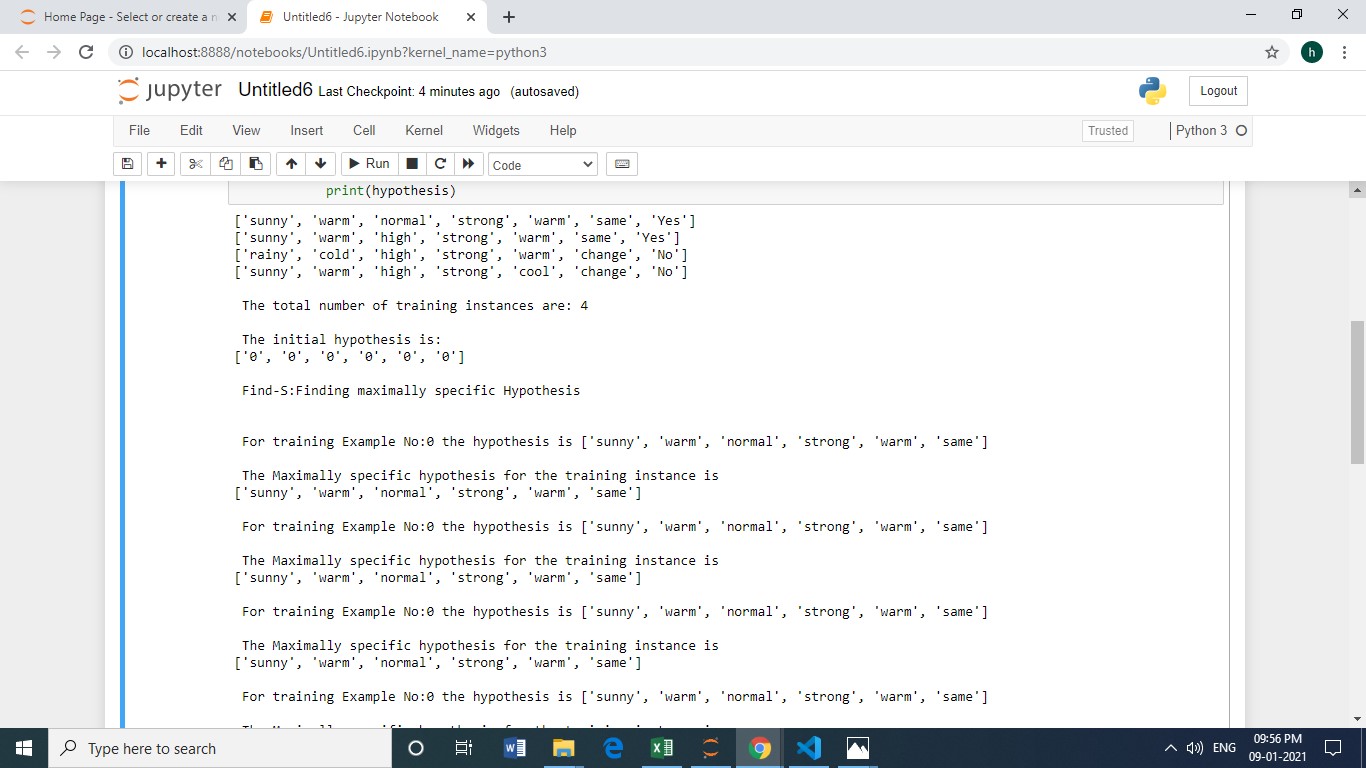 Home Page - Select or create a n
Untitled6 - Jupyter Notebook
localhost:8888/notebooks/Untitled6.ipynb?kernel_name=python3
h
jupyter Untitled6 Last Checkpoint: 4 minutes ago (autosaved)
Logout
File Edit View Insert Cell Kernel Widgets Help
Trusted
Python 3
Run
Code
print(hypothesis)
['sunny', 'warm', 'normal', 'strong', 'warm', 'same', 'Yes']
['sunny', 'warm', 'high', 'strong', 'warm', 'same', 'Yes']
['rainy', 'cold', 'high', 'strong', 'warm', 'change', 'No']
['sunny', 'warm', 'high', 'strong', 'cool', 'change', 'No']
The total number of training instances are: 4
The initial hypothesis is:
['0', '0', '0', '0', '0', '0']
Find-S:Finding maximally specific Hypothesis
For training Example No:0 the hypothesis is ['sunny', 'warm', 'normal', 'strong', 'warm', 'same']
The Maximally specific hypothesis for the training instance is
['sunny', 'warm', 'normal', 'strong', 'warm', 'same']
For training Example No:0 the hypothesis is ['sunny', 'warm', 'normal', 'strong', 'warm', 'same']
The Maximally specific hypothesis for the training instance is
['sunny', 'warm', 'normal', 'strong', 'warm', 'same']
For training Example No:0 the hypothesis is ['sunny', 'warm', 'normal', 'strong', 'warm', 'same']
The Maximally specific hypothesis for the training instance is
['sunny', 'warm', 'normal', 'strong', 'warm', 'same']
For training Example No:0 the hypothesis is ['sunny', 'warm', 'normal', 'strong', 'warm', 'same']
Type here to search
ENG
09:56 PM
09-01-2021